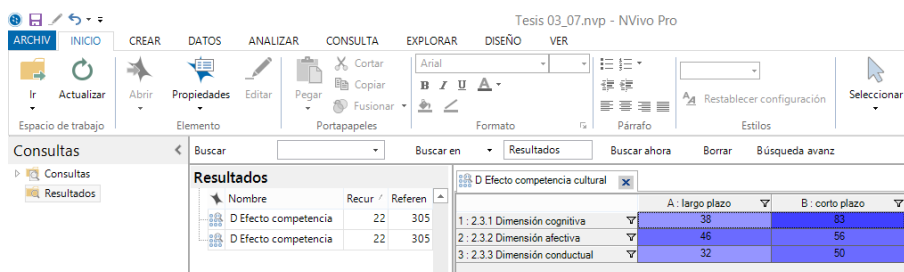 Tesis 03_07.nvp - NVivo Pro
ARCHIV INICIO CREAR DATOS ANALIZAR CONSULTA EXPLORAR DISEÑO VER
Ir Actualizar Abrir Propiedades Editar Pegar
Cortar
Copiar
Fusionar
Arial
B I U A
Restablecer configuración
Seleccionar
Espacio de trabajo Elemento Portapapeles Formato Párrafo Estilos
Consultas
Buscar Buscar en Resultados Buscar ahora Borrar Búsqueda avanz
Consultas
Resultados
Resultados
Nombre Recur Referen
D Efecto competencia 22 305
D Efecto competencia 22 305
D Efecto competencia cultural
A : largo plazo B : corto plazo
1 : 2.3.1 Dimensión cognitiva 38 83
2 : 2.3.2 Dimensión afectiva 46 56
3 : 2.3.3 Dimensión conductual 32 50